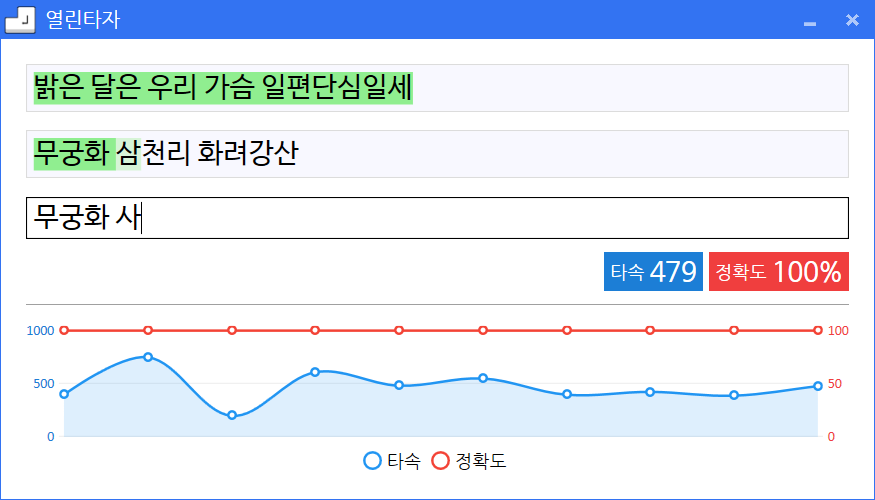 열린타자
밝은 달은 우리 가슴 일편단심일세
무궁화 삼천리 화려강산
무궁화 사
타속 479 정확도 100%
1000 100
500 50
0 0
타속 정확도